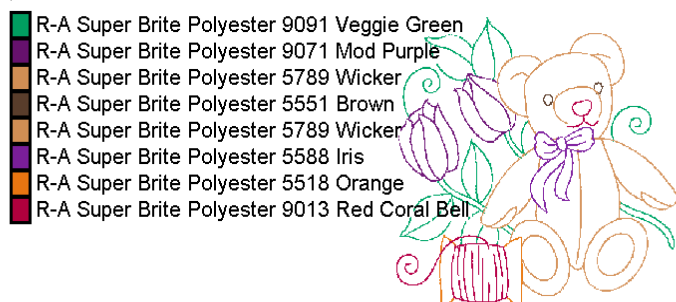 R-A Super Brite Polyester 9091 Veggie Green
R-A Super Brite Polyester 9071 Mod Purple
R-A Super Brite Polyester 5789 Wicker
R-A Super Brite Polyester 5551 Brown
R-A Super Brite Polyester 5789 Wicker
R-A Super Brite Polyester 5588 Iris
R-A Super Brite Polyester 5518 Orange
R-A Super Brite Polyester 9013 Red Coral Bell